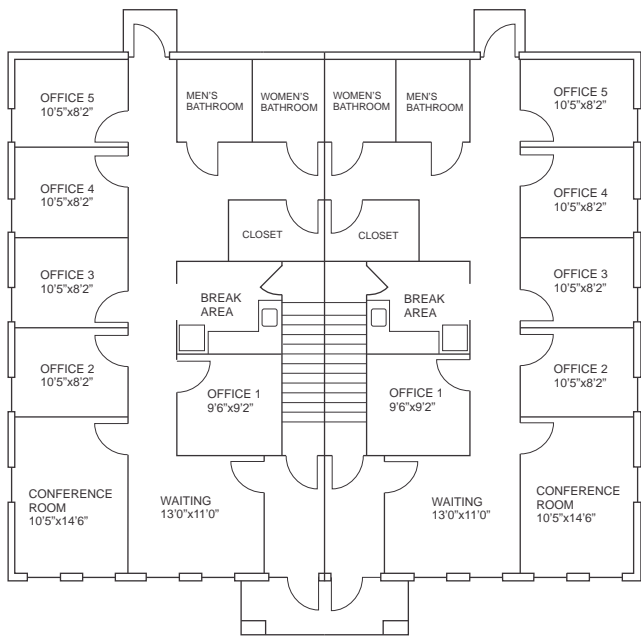 OFFICE 5
10'5"x8'2"
MEN'S
BATHROOM
WOMEN'S
BATHROOM
WOMEN'S
BATHROOM
MEN'S
BATHROOM
OFFICE 5
10'5"x8'2"
OFFICE 4
10'5"x8'2"
OFFICE 4
10'5"x8'2"
CLOSET
CLOSET
OFFICE 3
10'5"x8'2"
BREAK
AREA
BREAK
AREA
OFFICE 3
10'5"x8'2"
OFFICE 2
10'5"x8'2"
OFFICE 1
9'6"x9'2"
OFFICE 1
9'6"x9'2"
OFFICE 2
10'5"x8'2"
CONFERENCE
ROOM
10'5"x14'6"
WAITING
13'0"x11'0"
WAITING
13'0"x11'0"
CONFERENCE
ROOM
10'5"x14'6"